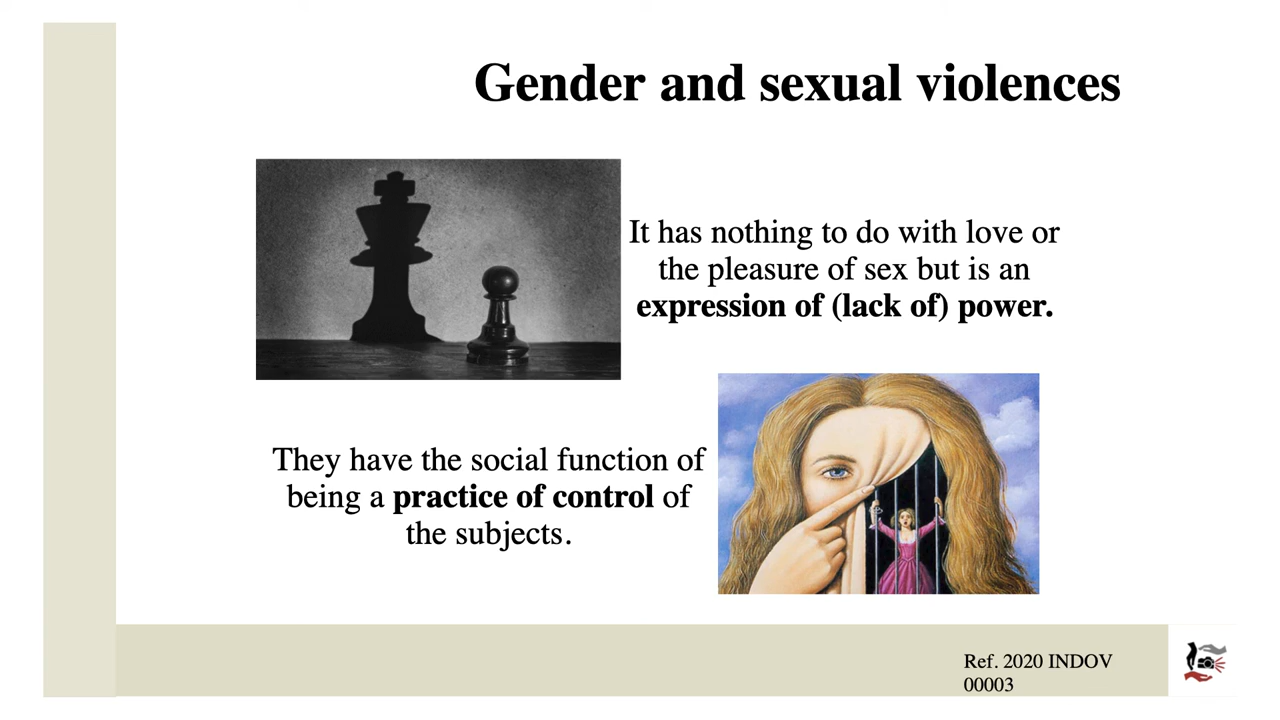 Gender and sexual violences
It has nothing to do with love or
the pleasure of sex but is an
expression of (lack of) power.
They have the social function of
being a practice of control of
the subjects.
Ref. 2020 INDOV
00003